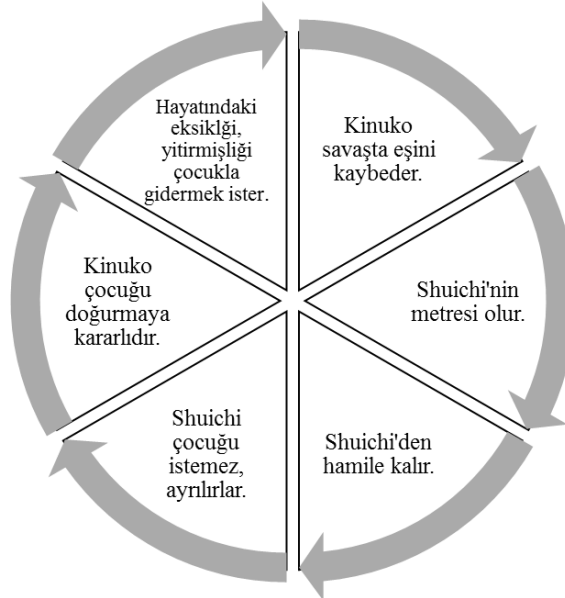 Kinuko
savaşta eşini
kaybeder.
Shuichi'nin
metresi olur.
Shuichi'den
hamile kalır.
Shuichi
çocuğu
istemez,
ayrılırlar.
Kinuko
çocuğu
doğurmaya
kararlıdır.
Hayatındaki
eksiklği,
yitirmişliği
çocukla
gidermek ister.